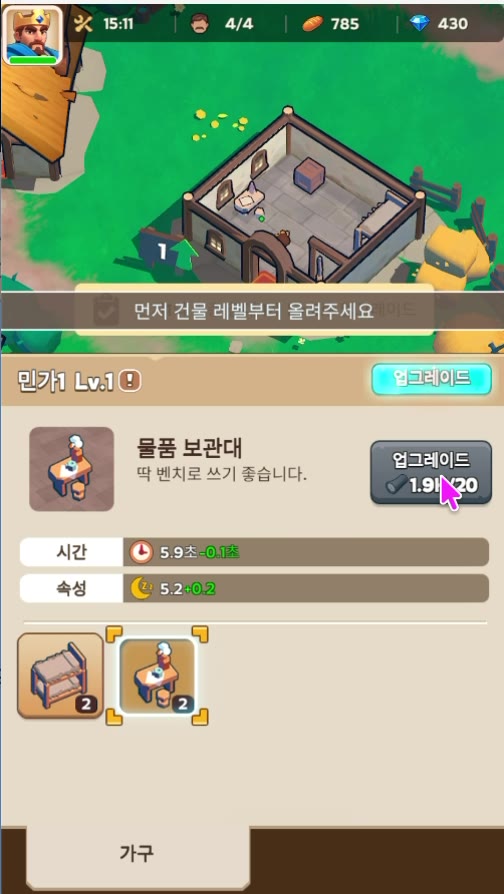 15:11
4/4
785
430
1
먼저 건물 레벨부터 올려주세요
민가1 Lv.1
업그레이드
물품 보관대
딱 벤치로 쓰기 좋습니다.
업그레이드
시간
5.9초-0.1초
속성
5.2+0.2
2
2
가구